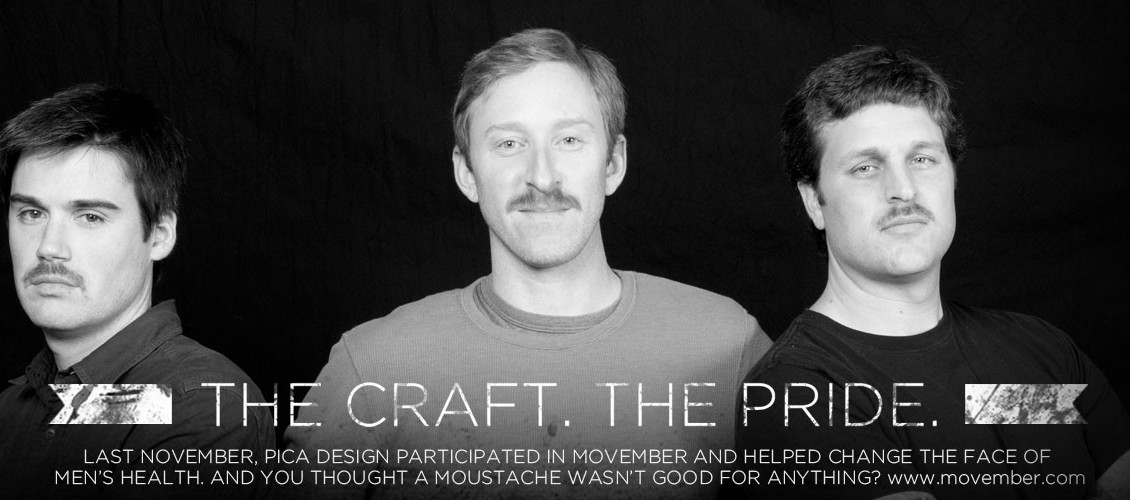 THE CRAFT. THE PRIDE.
LAST NOVEMBER, PICA DESIGN PARTICIPATED IN MOVEMBER AND HELPED CHANGE THE FACE OF
MEN'S HEALTH. AND YOU THOUGHT A MOUSTACHE WASN'T GOOD FOR ANYTHING? www.movember.com